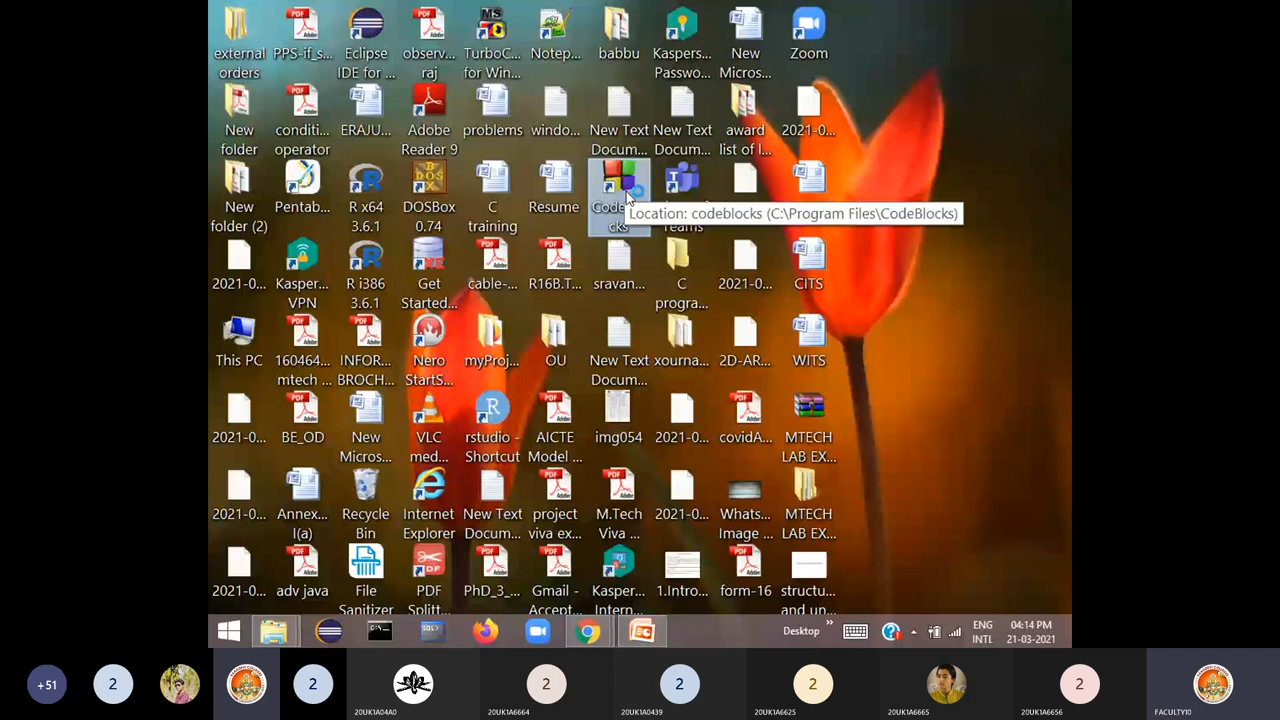 external orders
PPS-if_s...
Eclipse IDE for ...
observ... raj
TurboC... for Win...
Notep...
babbu
Kaspers... Passwo...
New Micros...
Zoom
New folder
conditi... operator
ERAJU...
Adobe Reader 9
problems
windo...
New Text Docum...
New Text Docum...
award list of l...
2021-0...
New folder (2)
Pentab...
R x64 3.6.1
DOSBox 0.74
C training
Resume
Location: codeblocks (C:\Program Files\CodeBlocks)
2021-0...
Kasper... VPN
R i386 3.6.1
Get Started...
cable-...
R16B.T...
sravan...
C progra...
2021-0...
CITS
This PC
160464... mtech ...
INFOR... BROCH...
Nero StartS...
myProj...
OU
New Text Docum...
xourna...
2D-AR...
WITS
2021-0...
BE_OD
New Micros...
VLC med...
rstudio - Shortcut
AICTE Model ...
img054
2021-0...
covidA...
MTECH LAB EX...
2021-0...
Annex... I(a)
Recycle Bin
Internet Explorer
New Text Docum...
project viva ex...
M.Tech Viva ...
2021-0...
Whats... Image ...
MTECH LAB EX...
2021-0...
adv java
File Sanitizer
PDF Splitt...
PhD_3_...
Gmail - Accept...
Kasper... Intern...
1.Intro...
form-16
structu... and un...
Desktop
ENG INTL
04:14 PM
21-03-2021
+51
2
2
2
2
2
2
20UK1A04A0
20UK1A6664
20UK1A0439
20UK1A6625
20UK1A6665
20UK1A6656
FACULTY10